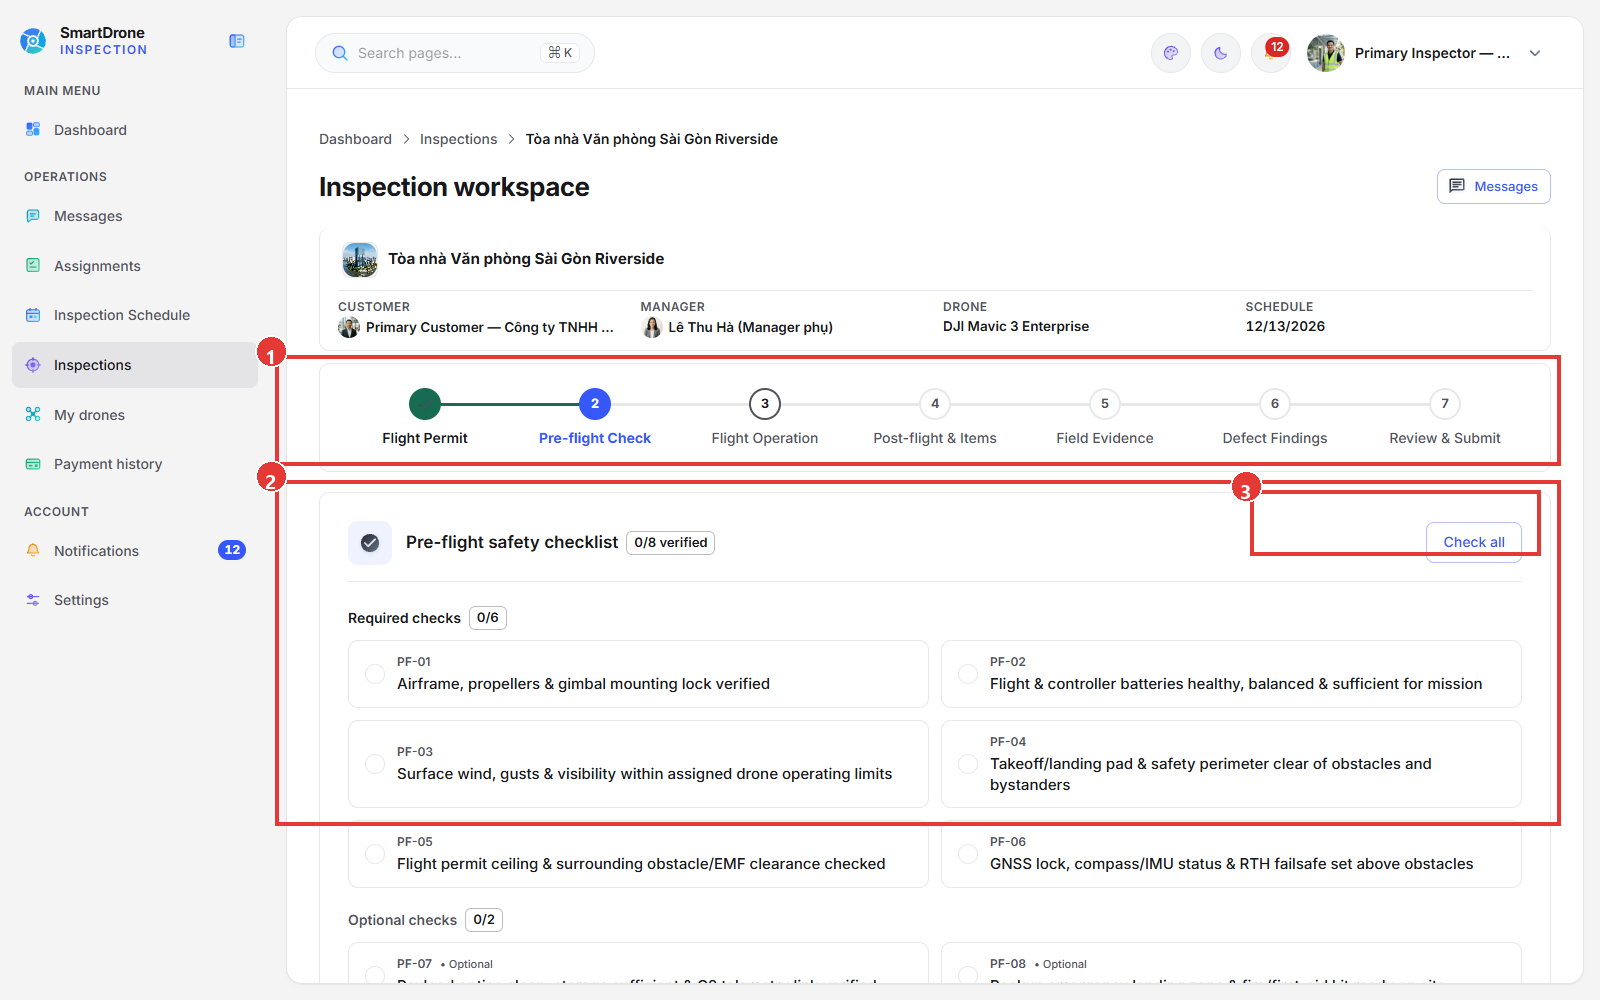 SmartDrone
INSPECTION
MAIN MENU
Dashboard
OPERATIONS
Messages
Assignments
Inspection Schedule
Inspections
My drones
Payment history
ACCOUNT
Notifications 12
Settings
Search pages... ⌘ K
12
Primary Inspector — ...
Dashboard > Inspections > Tòa nhà Văn phòng Sài Gòn Riverside
Inspection workspace
Messages
Tòa nhà Văn phòng Sài Gòn Riverside
CUSTOMER
Primary Customer — Công ty TNHH ...
MANAGER
Lê Thu Hà (Manager phụ)
DRONE
DJI Mavic 3 Enterprise
SCHEDULE
12/13/2026
1
Flight Permit
2
Pre-flight Check
3
Flight Operation
4
Post-flight & Items
5
Field Evidence
6
Defect Findings
7
Review & Submit
2
3
Pre-flight safety checklist 0/8 verified
Check all
Required checks 0/6
PF-01
Airframe, propellers & gimbal mounting lock verified
PF-02
Flight & controller batteries healthy, balanced & sufficient for mission
PF-03
Surface wind, gusts & visibility within assigned drone operating limits
PF-04
Takeoff/landing pad & safety perimeter clear of obstacles and
bystanders
PF-05
Flight permit ceiling & surrounding obstacle/EMF clearance checked
PF-06
GNSS lock, compass/IMU status & RTH failsafe set above obstacles
Optional checks 0/2
PF-07 • Optional
PF-08 • Optional